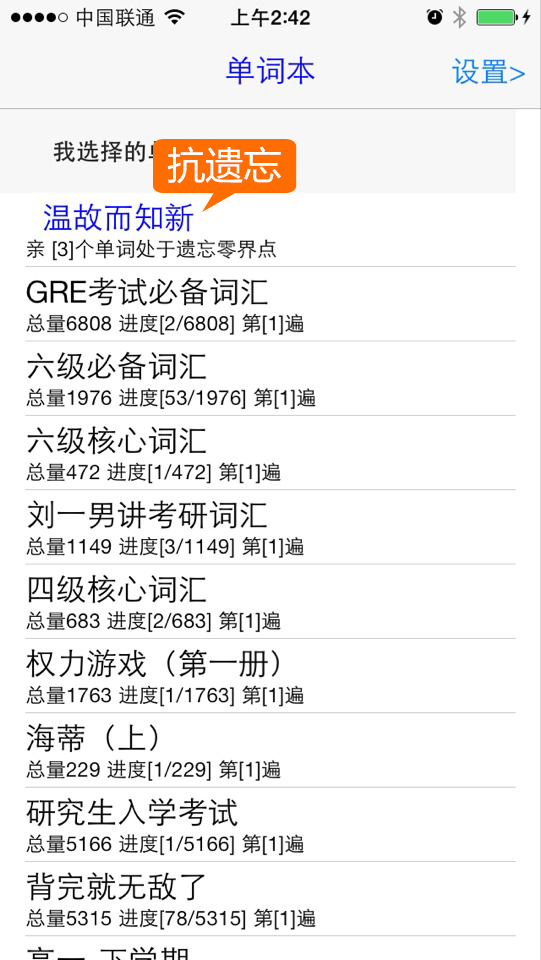 中国联通 上午2:42
单词本 设置>
我选择的
抗遗忘
温故而知新
亲 [3]个单词处于遗忘零界点
GRE考试必备词汇
总量6808 进度[2/6808] 第[1]遍
六级必备词汇
总量1976 进度[53/1976] 第[1]遍
六级核心词汇
总量472 进度[1/472] 第[1]遍
刘一男讲考研词汇
总量1149 进度[3/1149] 第[1]遍
四级核心词汇
总量683 进度[2/683] 第[1]遍
权力游戏（第一册）
总量1763 进度[1/1763] 第[1]遍
海蒂（上）
总量229 进度[1/229] 第[1]遍
研究生入学考试
总量5166 进度[1/5166] 第[1]遍
背完就无敌了
总量5315 进度[78/5315] 第[1]遍
高一 下学期